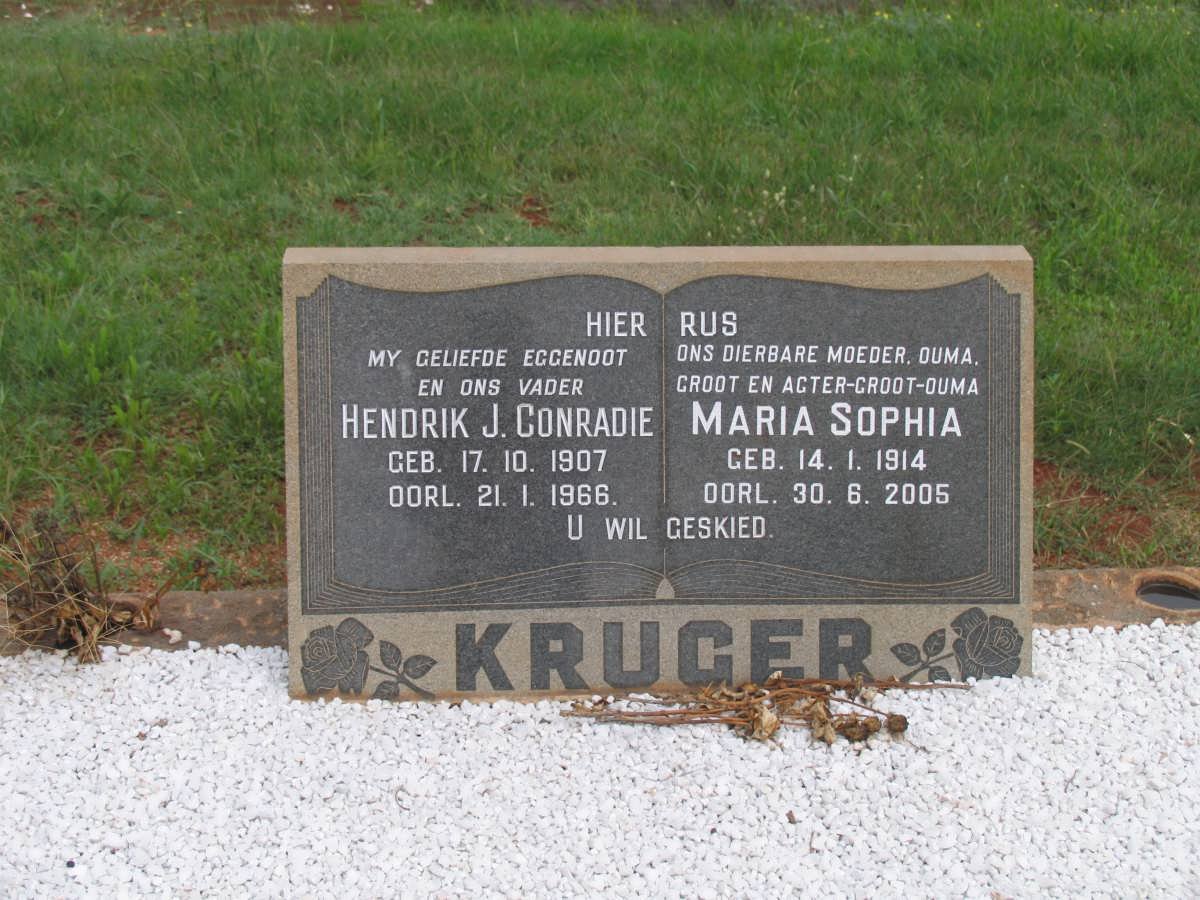 HIER RUS
MY GELIEFDE EGGENOOT
EN ONS VADER
HENDRIK J. CONRADIE
GEB. 17. 10. 1907
OORL. 21. 1. 1966.
ONS DIERBARE MOEDER, OUMA,
GROOT EN AGTER-GROOT-OUMA
MARIA SOPHIA
GEB. 14. 1. 1914
OORL. 30. 6. 2005
U WIL GESKIED.
KRUGER